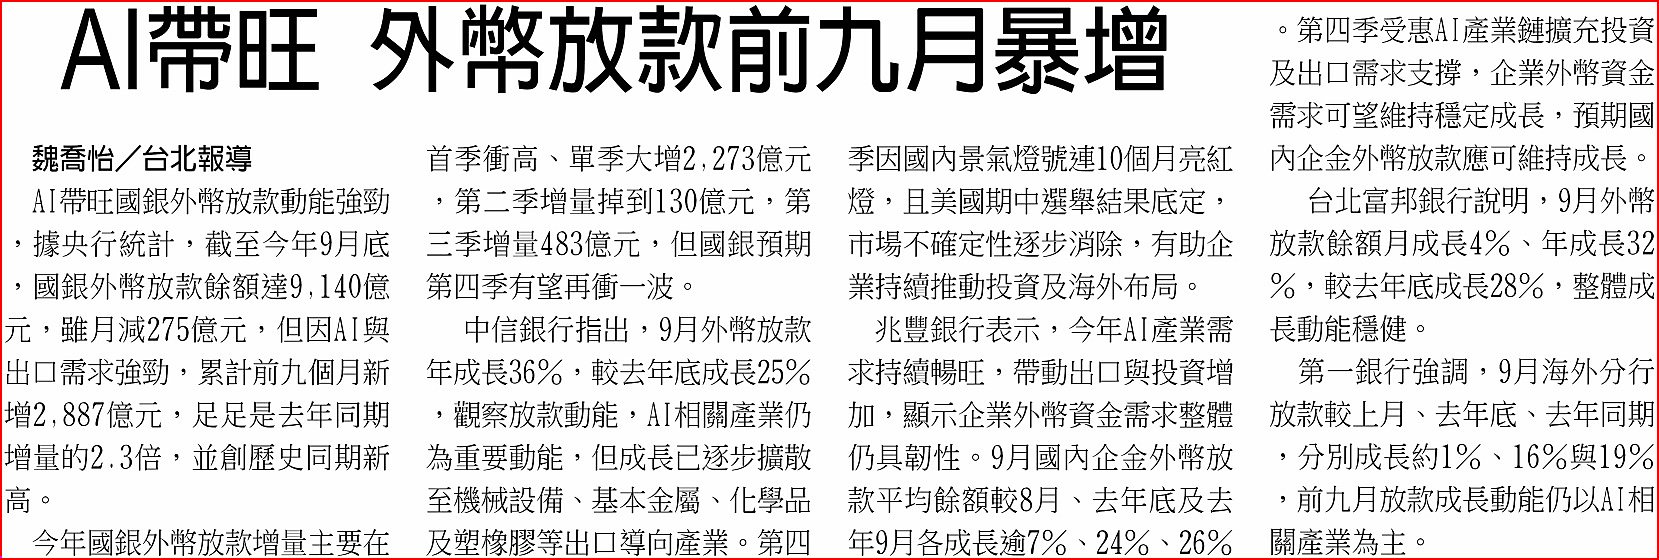 AI帶旺 外幣放款前九月暴增
魏喬怡／台北報導
AI帶旺國銀外幣放款動能強勁
，據央行統計，截至今年9月底
，國銀外幣放款餘額達9,140億
元，雖月減275億元，但因AI與
出口需求強勁，累計前九個月新
增2,887億元，足足是去年同期
增量的2.3倍，並創歷史同期新
高。
今年國銀外幣放款增量主要在
首季衝高、單季大增2,273億元
，第二季增量掉到130億元，第
三季增量483億元，但國銀預期
第四季有望再衝一波。
中信銀行指出，9月外幣放款
年成長36%，較去年底成長25%
，觀察放款動能，AI相關產業仍
為重要動能，但成長已逐步擴散
至機械設備、基本金屬、化學品
及塑橡膠等出口導向產業。第四
季因國內景氣燈號連10個月亮紅
燈，且美國期中選舉結果底定，
市場不確定性逐步消除，有助企
業持續推動投資及海外布局。
兆豐銀行表示，今年AI產業需
求持續暢旺，帶動出口與投資增
加，顯示企業外幣資金需求整體
仍具韌性。9月國內企金外幣放
款平均餘額較8月、去年底及去
年9月各成長逾7%、24%、26%
。第四季受惠AI產業鏈擴充投資
及出口需求支撐，企業外幣資金
需求可望維持穩定成長，預期國
內企金外幣放款應可維持成長。
台北富邦銀行說明，9月外幣
放款餘額月成長4%、年成長32
%，較去年底成長28%，整體成
長動能穩健。
第一銀行強調，9月海外分行
放款較上月、去年底、去年同期
，分別成長約1%、16%與19%
，前九月放款成長動能仍以AI相
關產業為主。